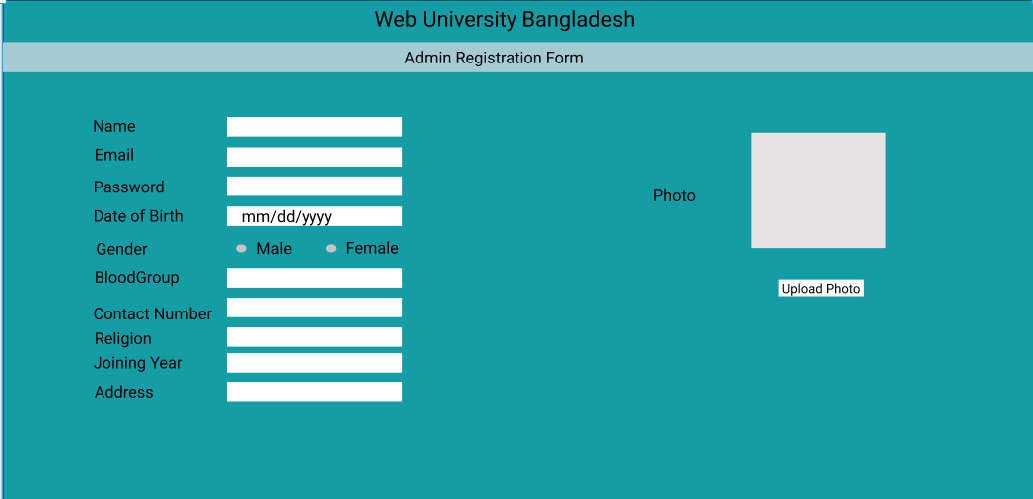 Web University Bangladesh
Admin Registration Form
Name
Email
Password
Date of Birth mm/dd/yyyy
Gender Male Female
BloodGroup
Contact Number
Religion
Joining Year
Address
Photo
Upload Photo